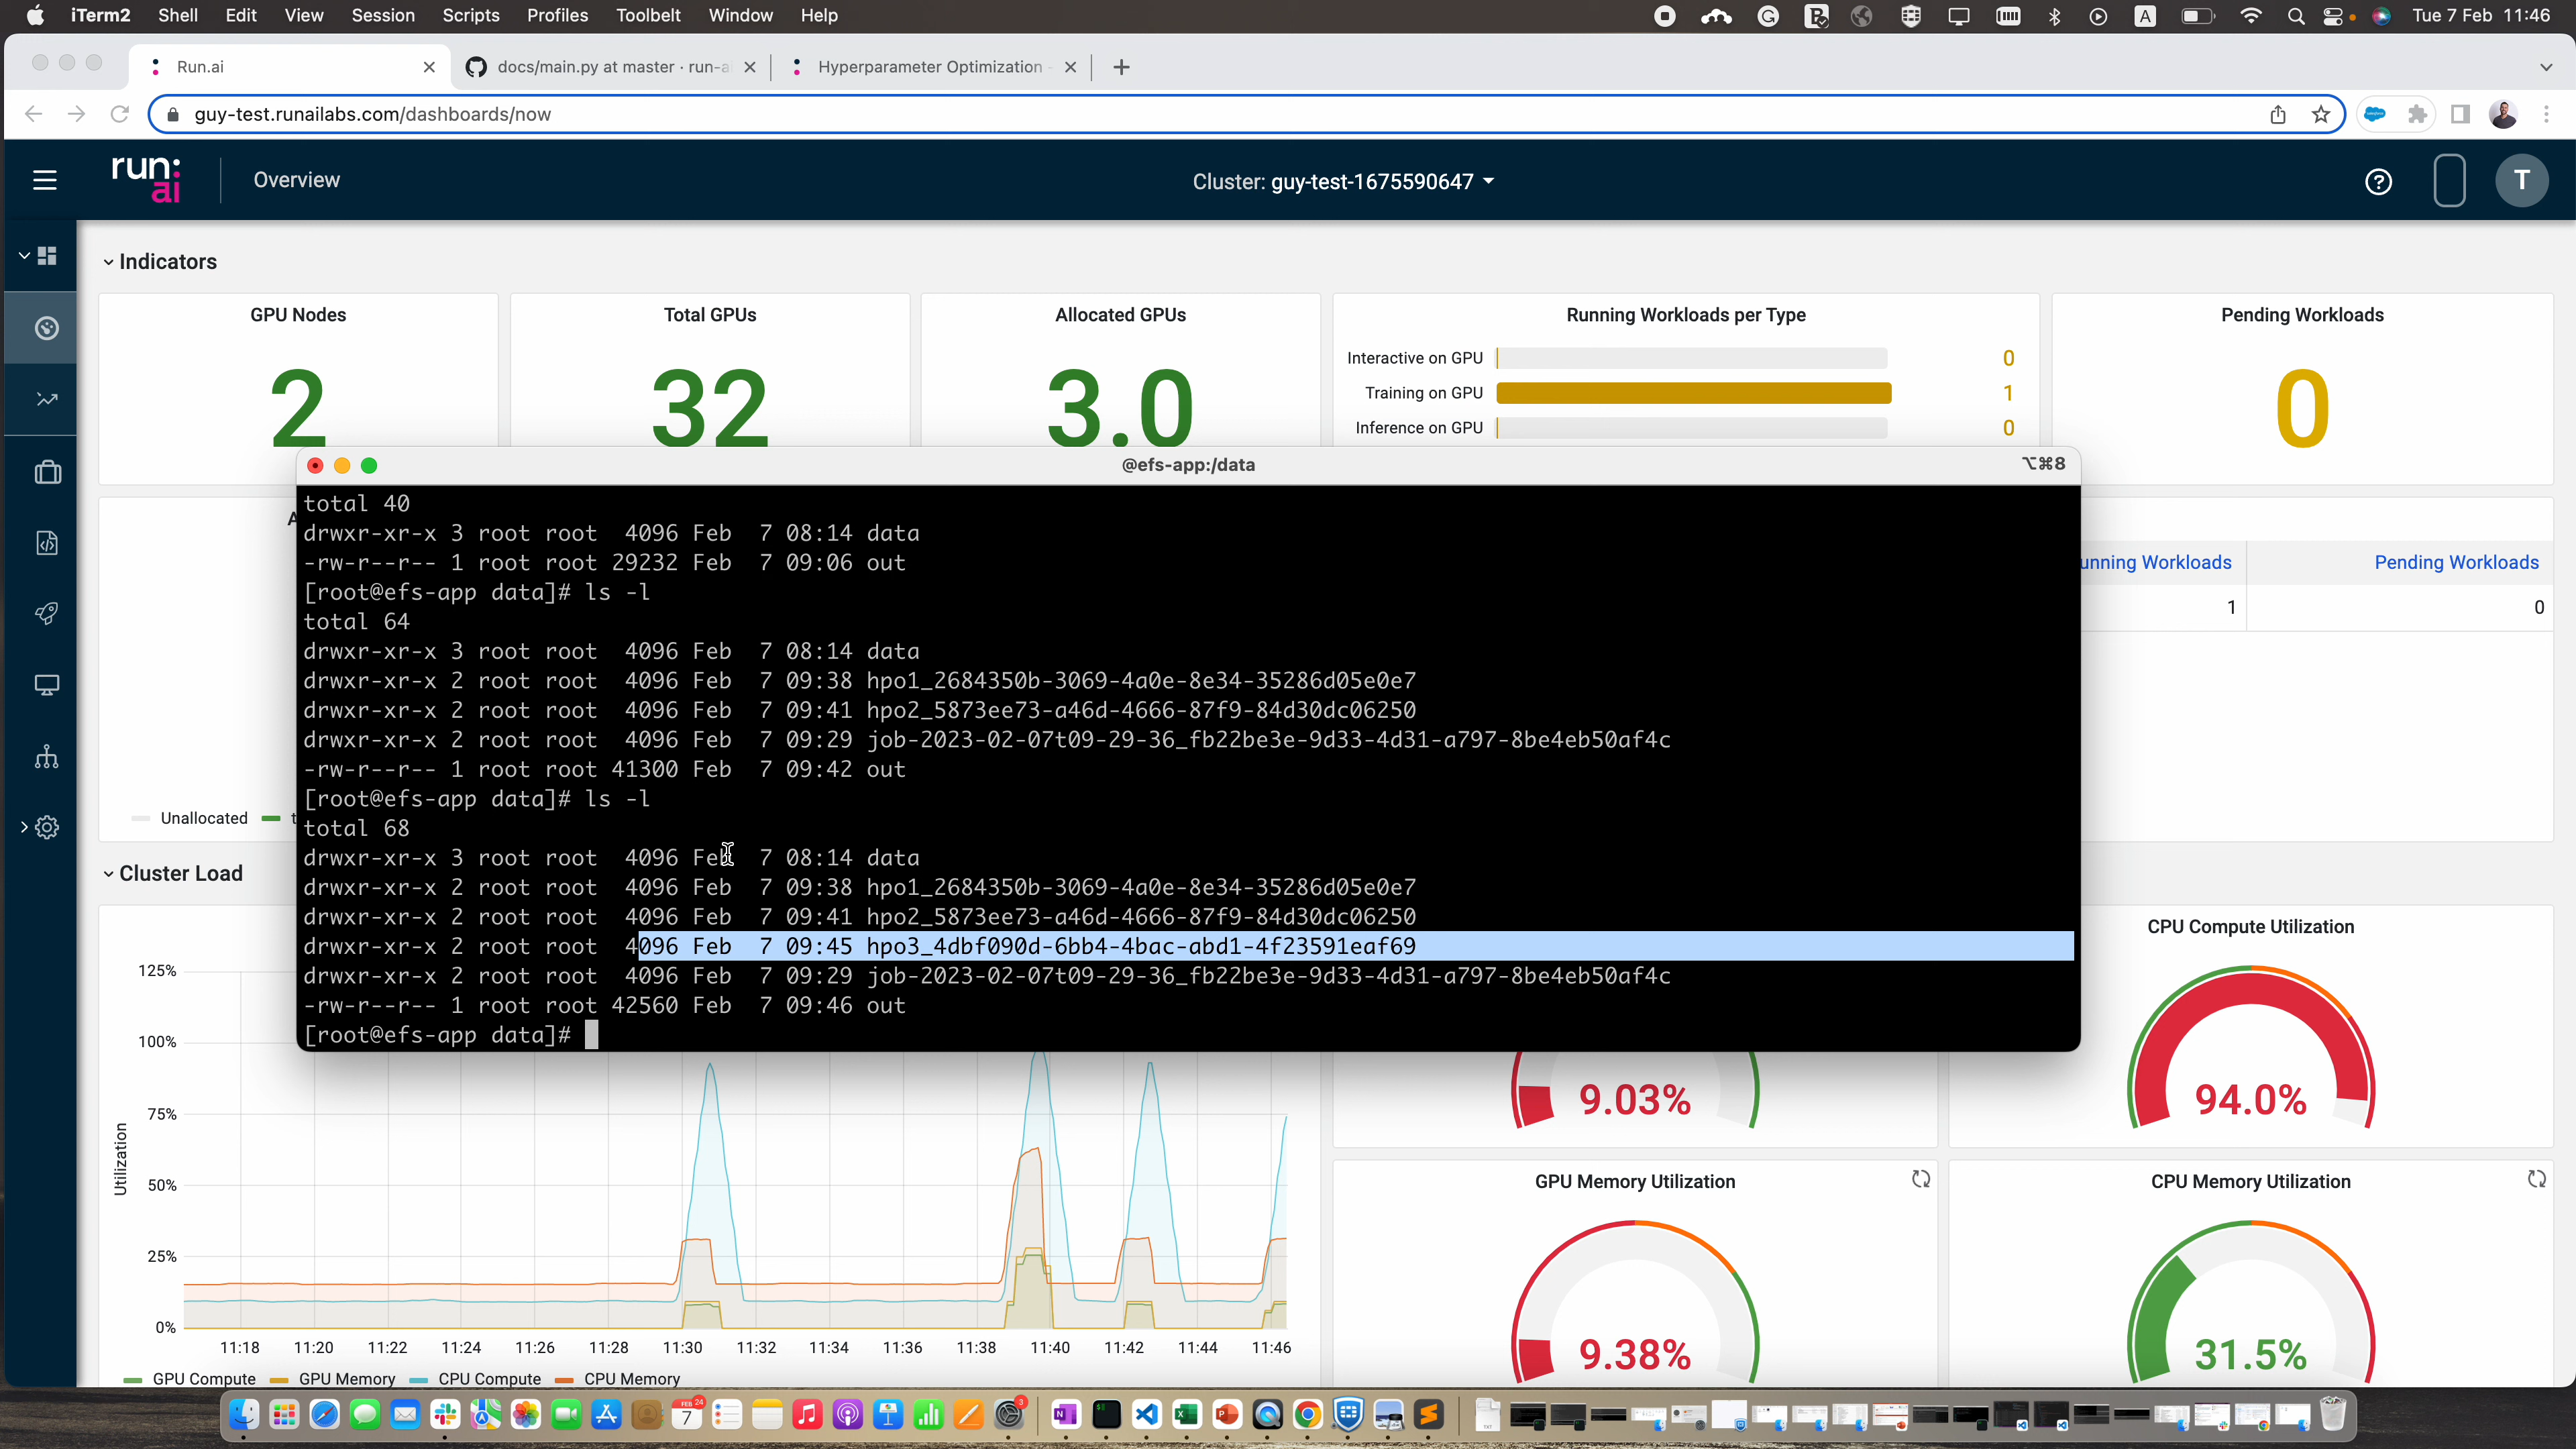 iTerm2 Shell Edit View Session Scripts Profiles Toolbelt Window Help
A Tue 7 Feb 11:46
Run.ai
docs/main.py at master · run-a
Hyperparameter Optimization
guy-test.runailabs.com/dashboards/now
run: ai
Overview
Cluster: guy-test-1675590647
T
Indicators
GPU Nodes
2
Total GPUs
32
Allocated GPUs
3.0
Running Workloads per Type
Interactive on GPU 0
Training on GPU 1
Inference on GPU 0
Pending Workloads
0
@efs-app:/data
⌥⌘8
total 40
drwxr-xr-x 3 root root  4096 Feb  7 08:14 data
-rw-r--r-- 1 root root 29232 Feb  7 09:06 out
[root@efs-app data]# ls -l
total 64
drwxr-xr-x 3 root root  4096 Feb  7 08:14 data
drwxr-xr-x 2 root root  4096 Feb  7 09:38 hpo1_2684350b-3069-4a0e-8e34-35286d05e0e7
drwxr-xr-x 2 root root  4096 Feb  7 09:41 hpo2_5873ee73-a46d-4666-87f9-84d30dc06250
drwxr-xr-x 2 root root  4096 Feb  7 09:29 job-2023-02-07t09-29-36_fb22be3e-9d33-4d31-a797-8be4eb50af4c
-rw-r--r-- 1 root root 41300 Feb  7 09:42 out
[root@efs-app data]# ls -l
total 68
drwxr-xr-x 3 root root  4096 Feb  7 08:14 data
drwxr-xr-x 2 root root  4096 Feb  7 09:38 hpo1_2684350b-3069-4a0e-8e34-35286d05e0e7
drwxr-xr-x 2 root root  4096 Feb  7 09:41 hpo2_5873ee73-a46d-4666-87f9-84d30dc06250
drwxr-xr-x 2 root root  4096 Feb  7 09:45 hpo3_4dbf090d-6bb4-4bac-abd1-4f23591eaf69
drwxr-xr-x 2 root root  4096 Feb  7 09:29 job-2023-02-07t09-29-36_fb22be3e-9d33-4d31-a797-8be4eb50af4c
-rw-r--r-- 1 root root 42560 Feb  7 09:46 out
[root@efs-app data]#
unning Workloads
Pending Workloads
1
0
Unallocated
Cluster Load
Utilization
125%
100%
75%
50%
25%
0%
11:18 11:20 11:22 11:24 11:26 11:28 11:30 11:32 11:34 11:36 11:38 11:40 11:42 11:44 11:46
GPU Compute GPU Memory CPU Compute CPU Memory
9.03%
CPU Compute Utilization
94.0%
GPU Memory Utilization
9.38%
CPU Memory Utilization
31.5%